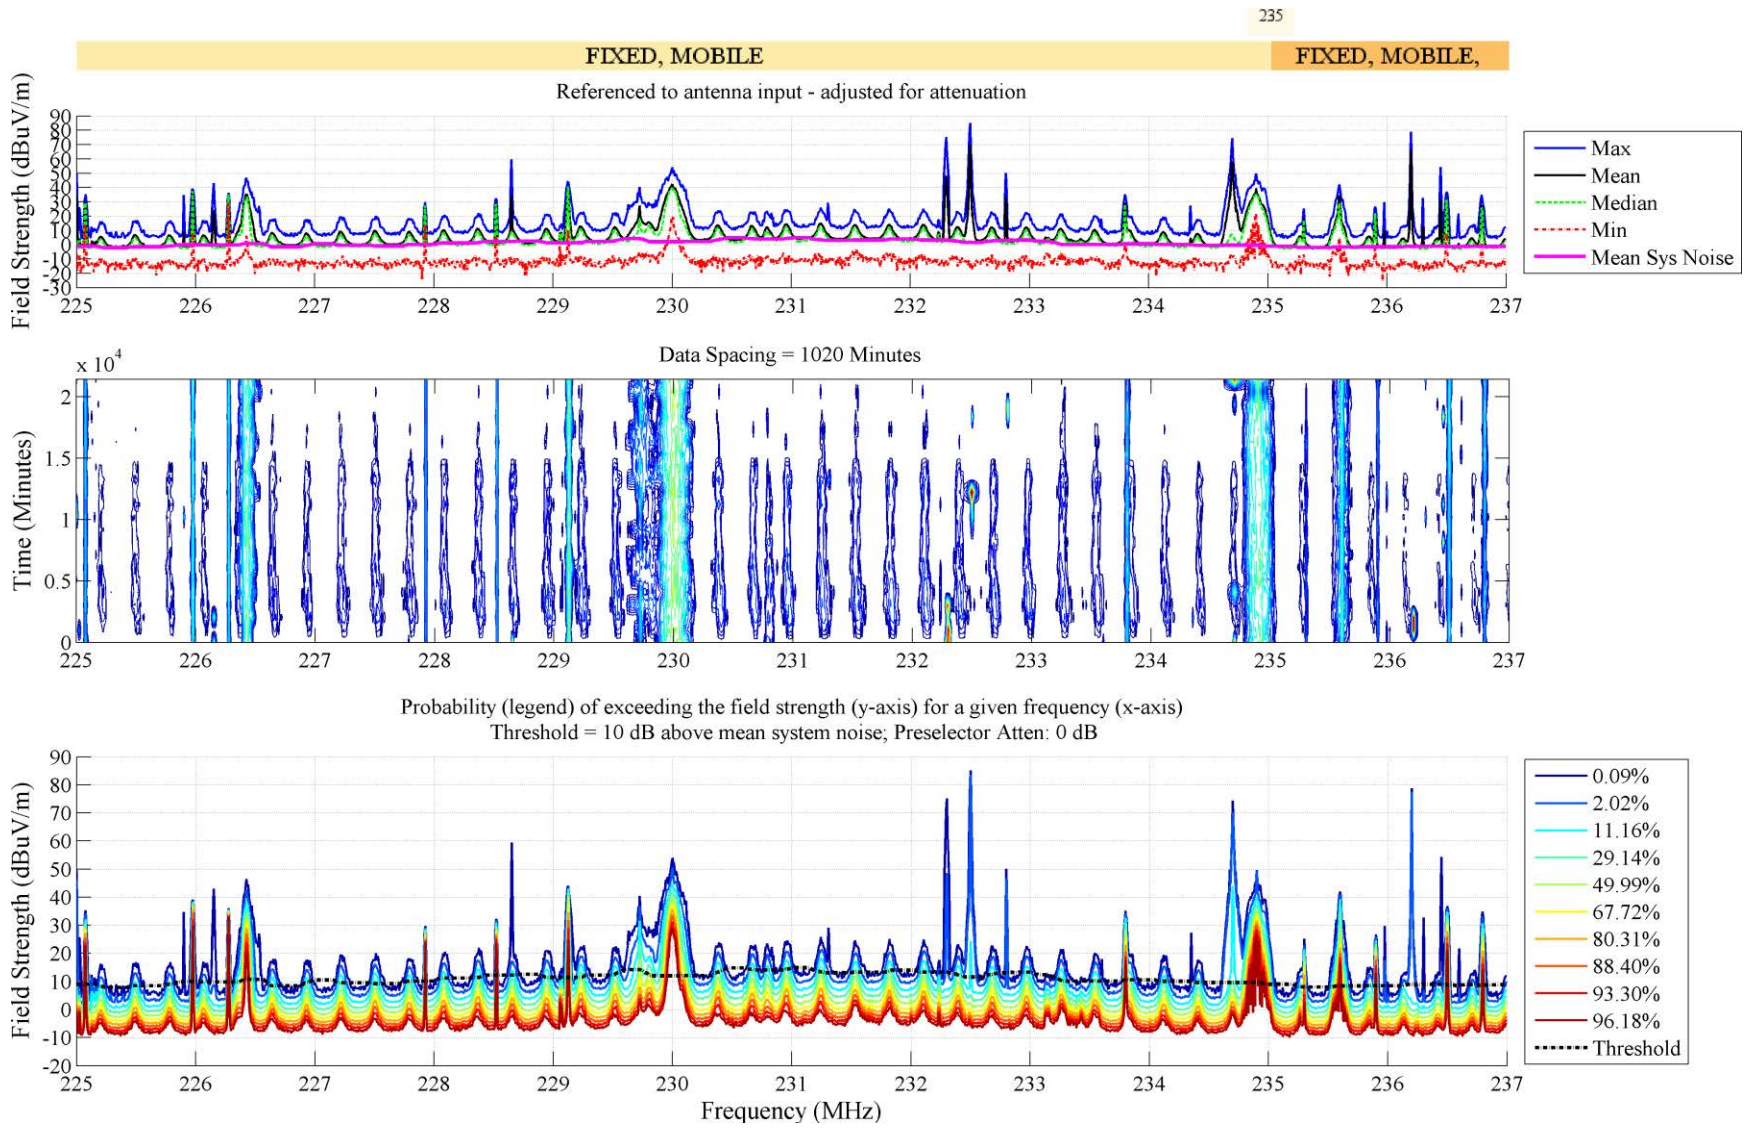 235
FIXED, MOBILE FIXED, MOBILE,
Referenced to antenna input - adjusted for attenuation
Field Strength (dBuV/m)
90
80
70
60
50
40
30
20
10
0
-10
-20
-30
225 226 227 228 229 230 231 232 233 234 235 236 237
Max
Mean
Median
Min
Mean Sys Noise
x 10⁴
Data Spacing = 1020 Minutes
Time (Minutes)
2
1.5
1
0.5
0
225 226 227 228 229 230 231 232 233 234 235 236 237
Probability (legend) of exceeding the field strength (y-axis) for a given frequency (x-axis)
Threshold = 10 dB above mean system noise; Preselector Atten: 0 dB
Field Strength (dBuV/m)
90
80
70
60
50
40
30
20
10
0
-10
-20
225 226 227 228 229 230 231 232 233 234 235 236 237
Frequency (MHz)
0.09%
2.02%
11.16%
29.14%
49.99%
67.72%
80.31%
88.40%
93.30%
96.18%
Threshold